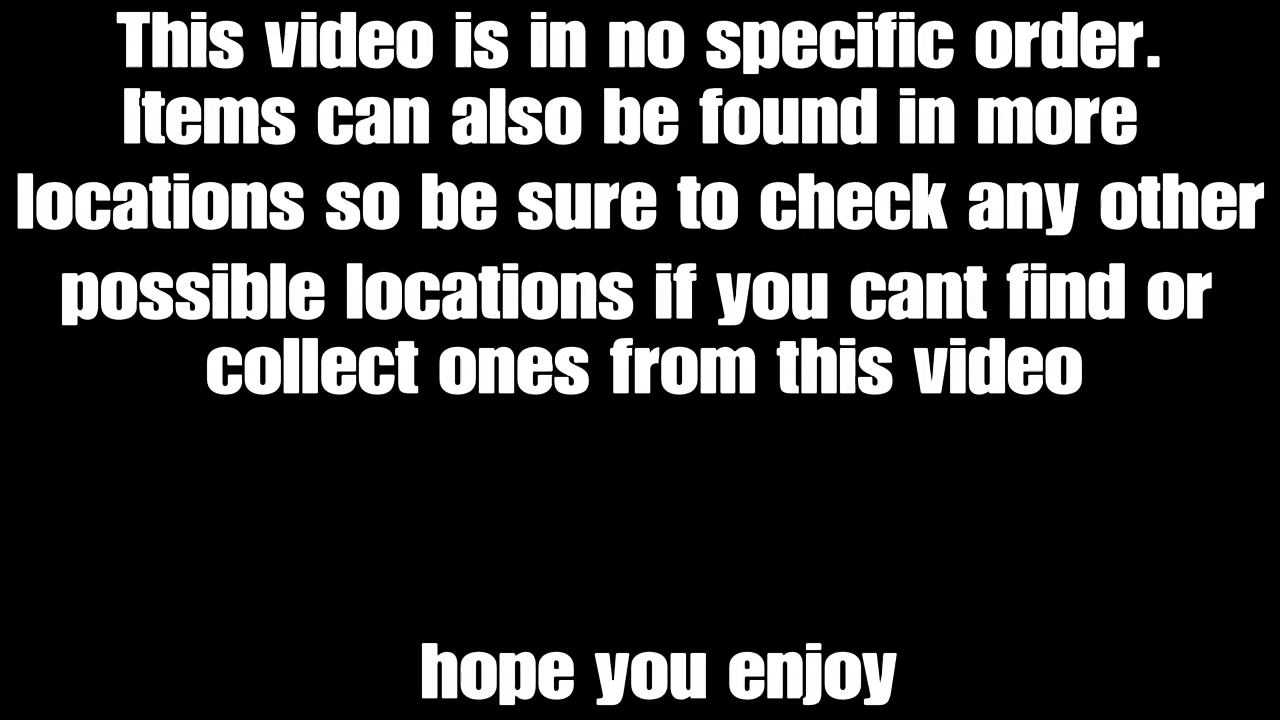 This video is in no specific order.
Items can also be found in more
locations so be sure to check any other
possible locations if you cant find or
collect ones from this video
hope you enjoy